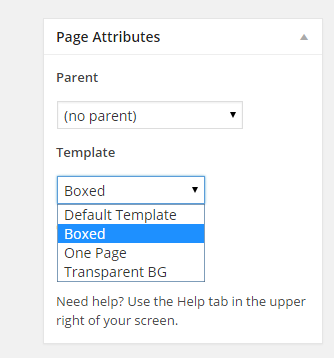 Page Attributes
Parent
(no parent)
Template
Boxed
Default Template
Boxed
One Page
Transparent BG
Need help? Use the Help tab in the upper
right of your screen.